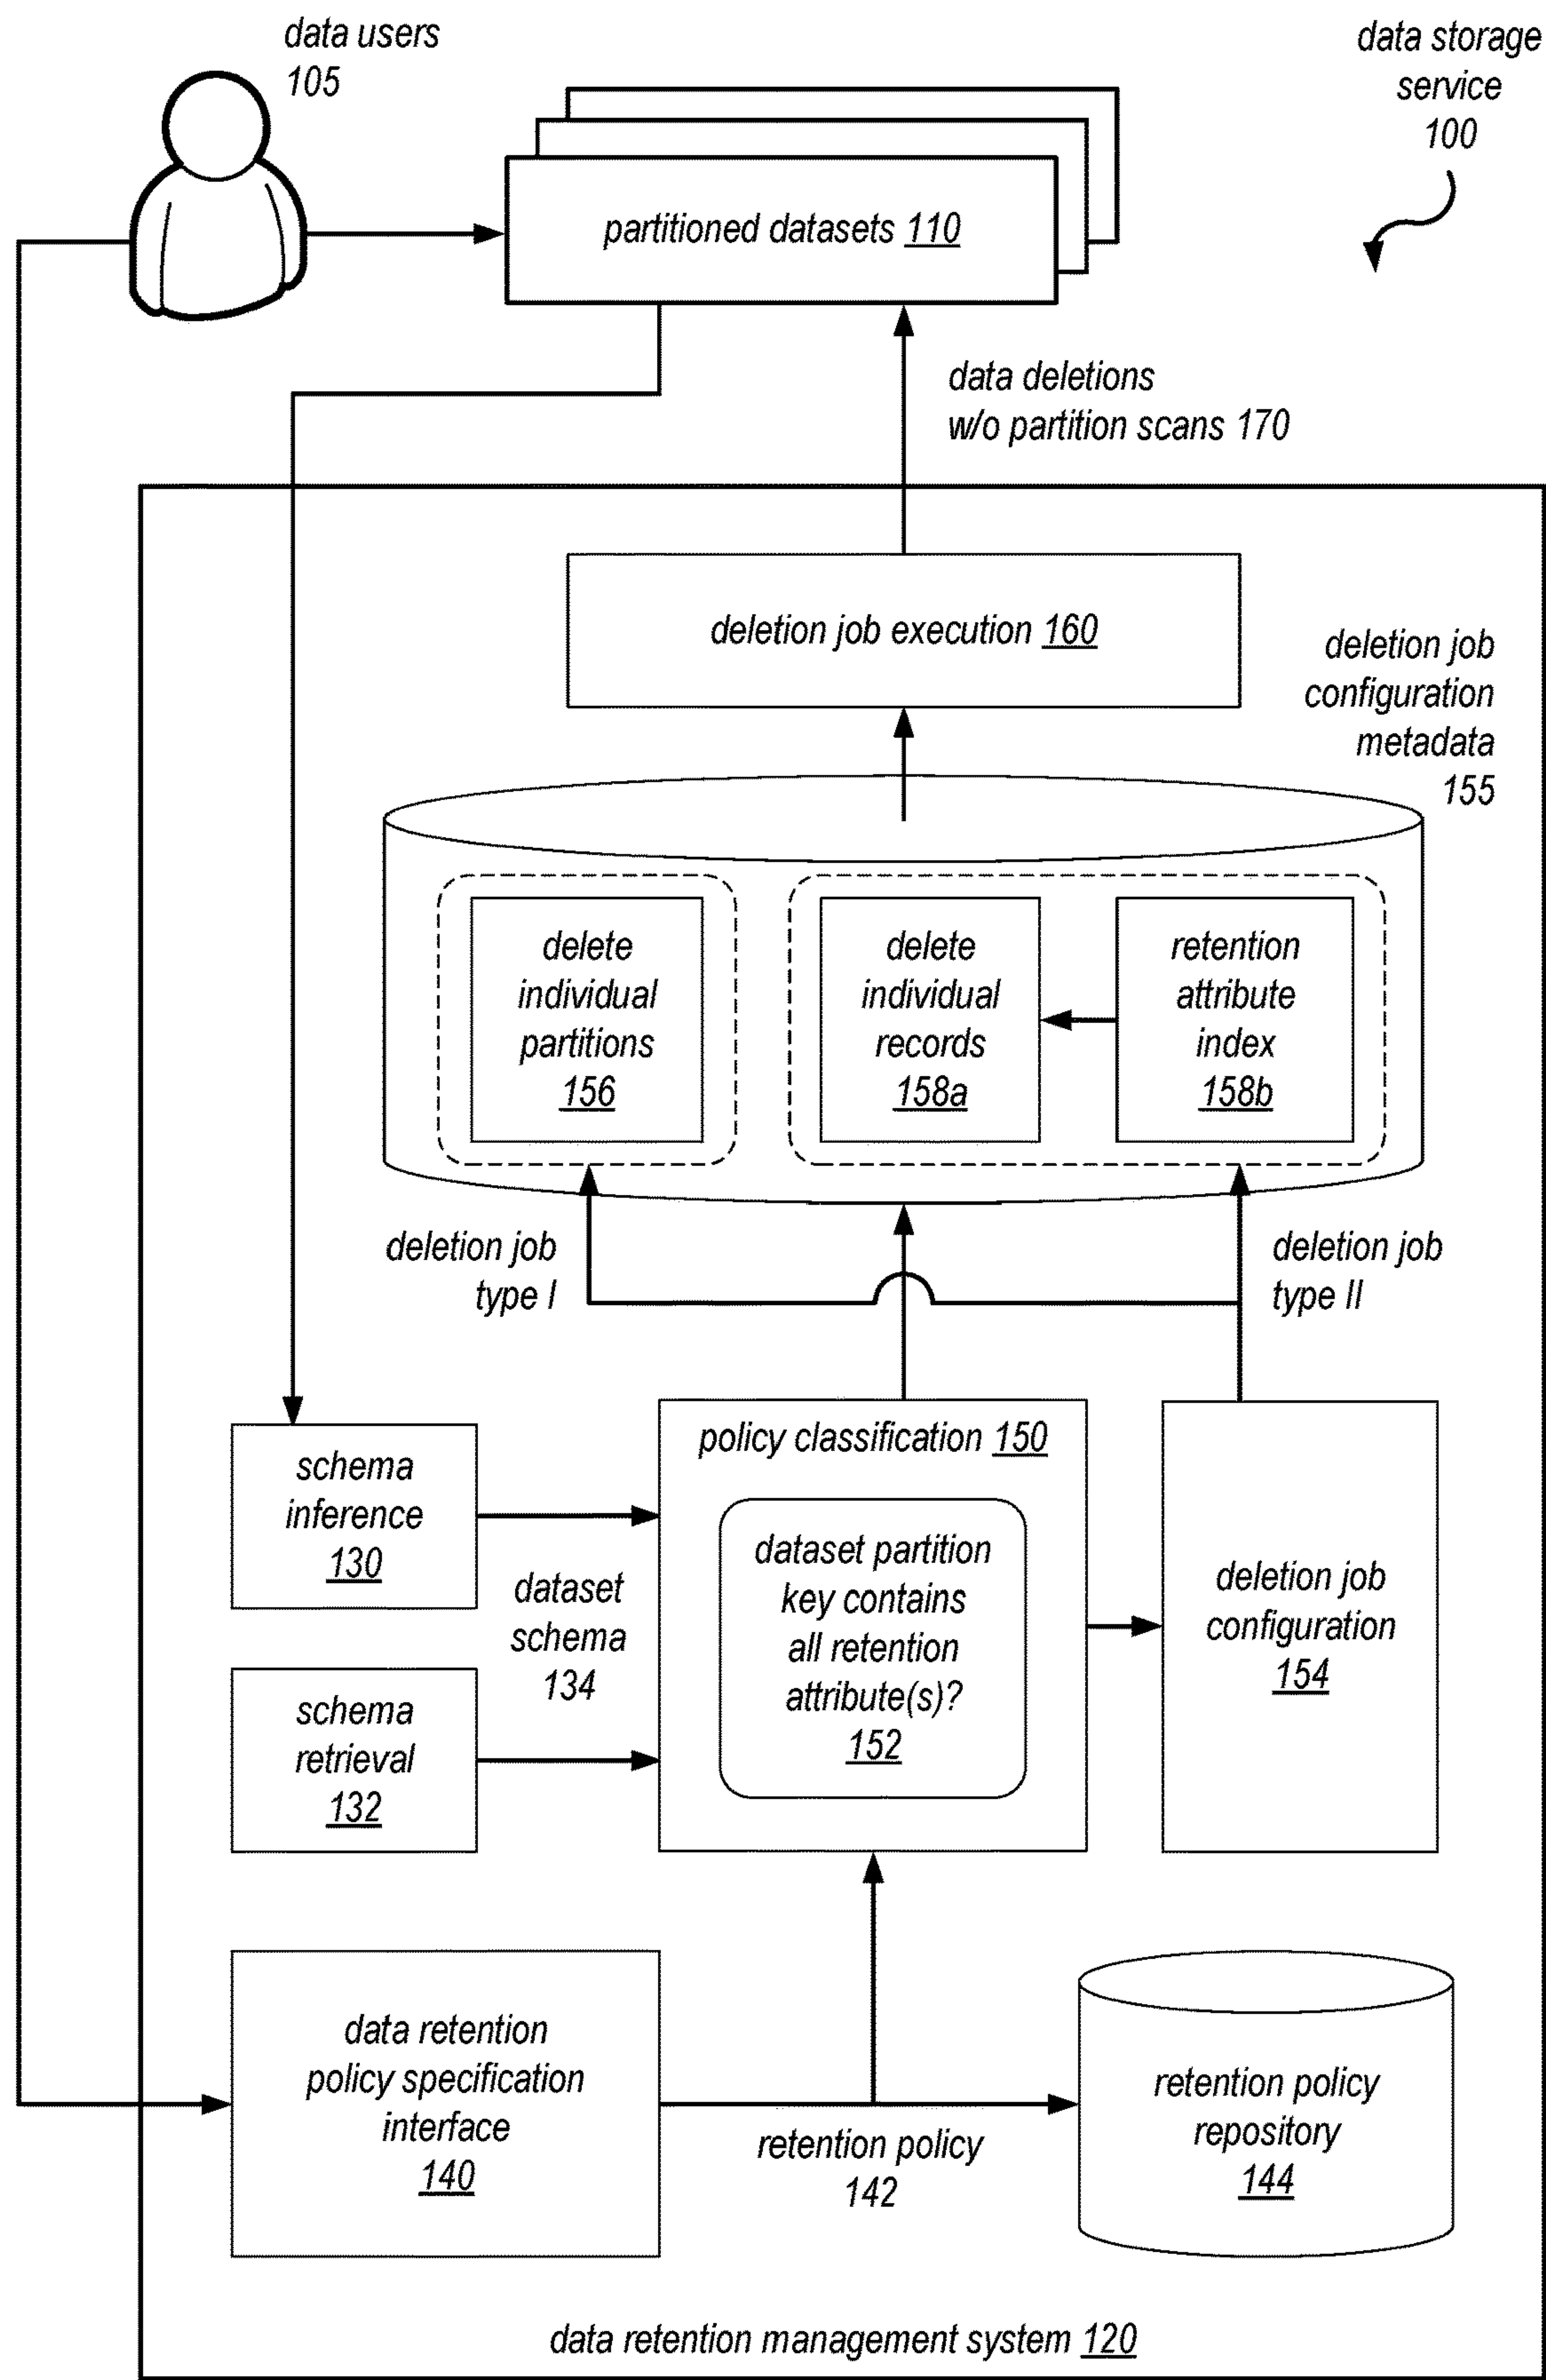 data users
105
data storage
service
100
partitioned datasets 110
data deletions
w/o partition scans 170
deletion job execution 160
deletion job
configuration
metadata
155
delete
individual
partitions
156
delete
individual
records
158a
retention
attribute
index
158b
deletion job
type I
deletion job
type II
schema
inference
130
dataset
schema
134
schema
retrieval
132
policy classification 150
dataset partition
key contains
all retention
attribute(s)?
152
deletion job
configuration
154
data retention
policy specification
interface
140
retention policy
142
retention policy
repository
144
data retention management system 120